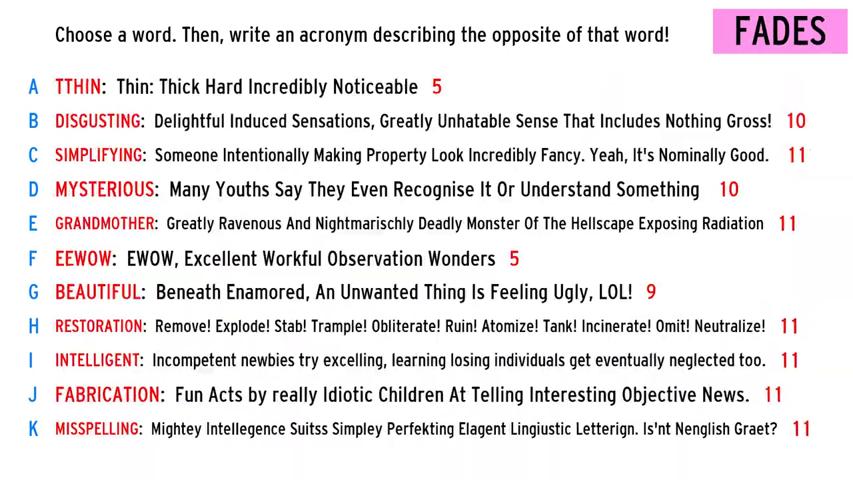 Choose a word. Then, write an acronym describing the opposite of that word!
FADES
A TTHIN: Thin: Thick Hard Incredibly Noticeable 5
B DISGUSTING: Delightful Induced Sensations, Greatly Unhatable Sense That Includes Nothing Gross! 10
C SIMPLIFYING: Someone Intentionally Making Property Look Incredibly Fancy. Yeah, It's Nominally Good. 11
D MYSTERIOUS: Many Youths Say They Even Recognise It Or Understand Something 10
E GRANDMOTHER: Greatly Ravenous And Nightmarischly Deadly Monster Of The Hellscape Exposing Radiation 11
F EEWOW: EWOW, Excellent Workful Observation Wonders 5
G BEAUTIFUL: Beneath Enamored, An Unwanted Thing Is Feeling Ugly, LOL! 9
H RESTORATION: Remove! Explode! Stab! Trample! Obliterate! Ruin! Atomize! Tank! Incinerate! Omit! Neutralize! 11
I INTELLIGENT: Incompetent newbies try excelling, learning losing individuals get eventually neglected too. 11
J FABRICATION: Fun Acts by really Idiotic Children At Telling Interesting Objective News. 11
K MISSPELLING: Mightey Intellegence Suitss Simpley Perfekting Elagent Lingiustic Letterign. Is'nt Nenglish Graet? 11